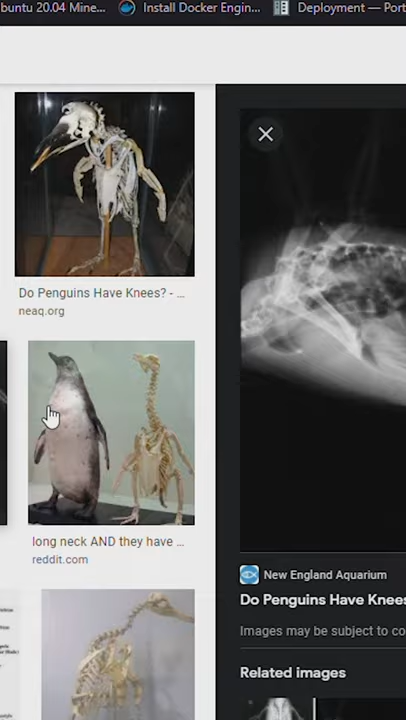 buntu 20.04 Mine... Install Docker Engin... Deployment — Port
Do Penguins Have Knees? - ...
neaq.org
long neck AND they have ...
reddit.com
New England Aquarium
Do Penguins Have Knees
Images may be subject to co
Related images